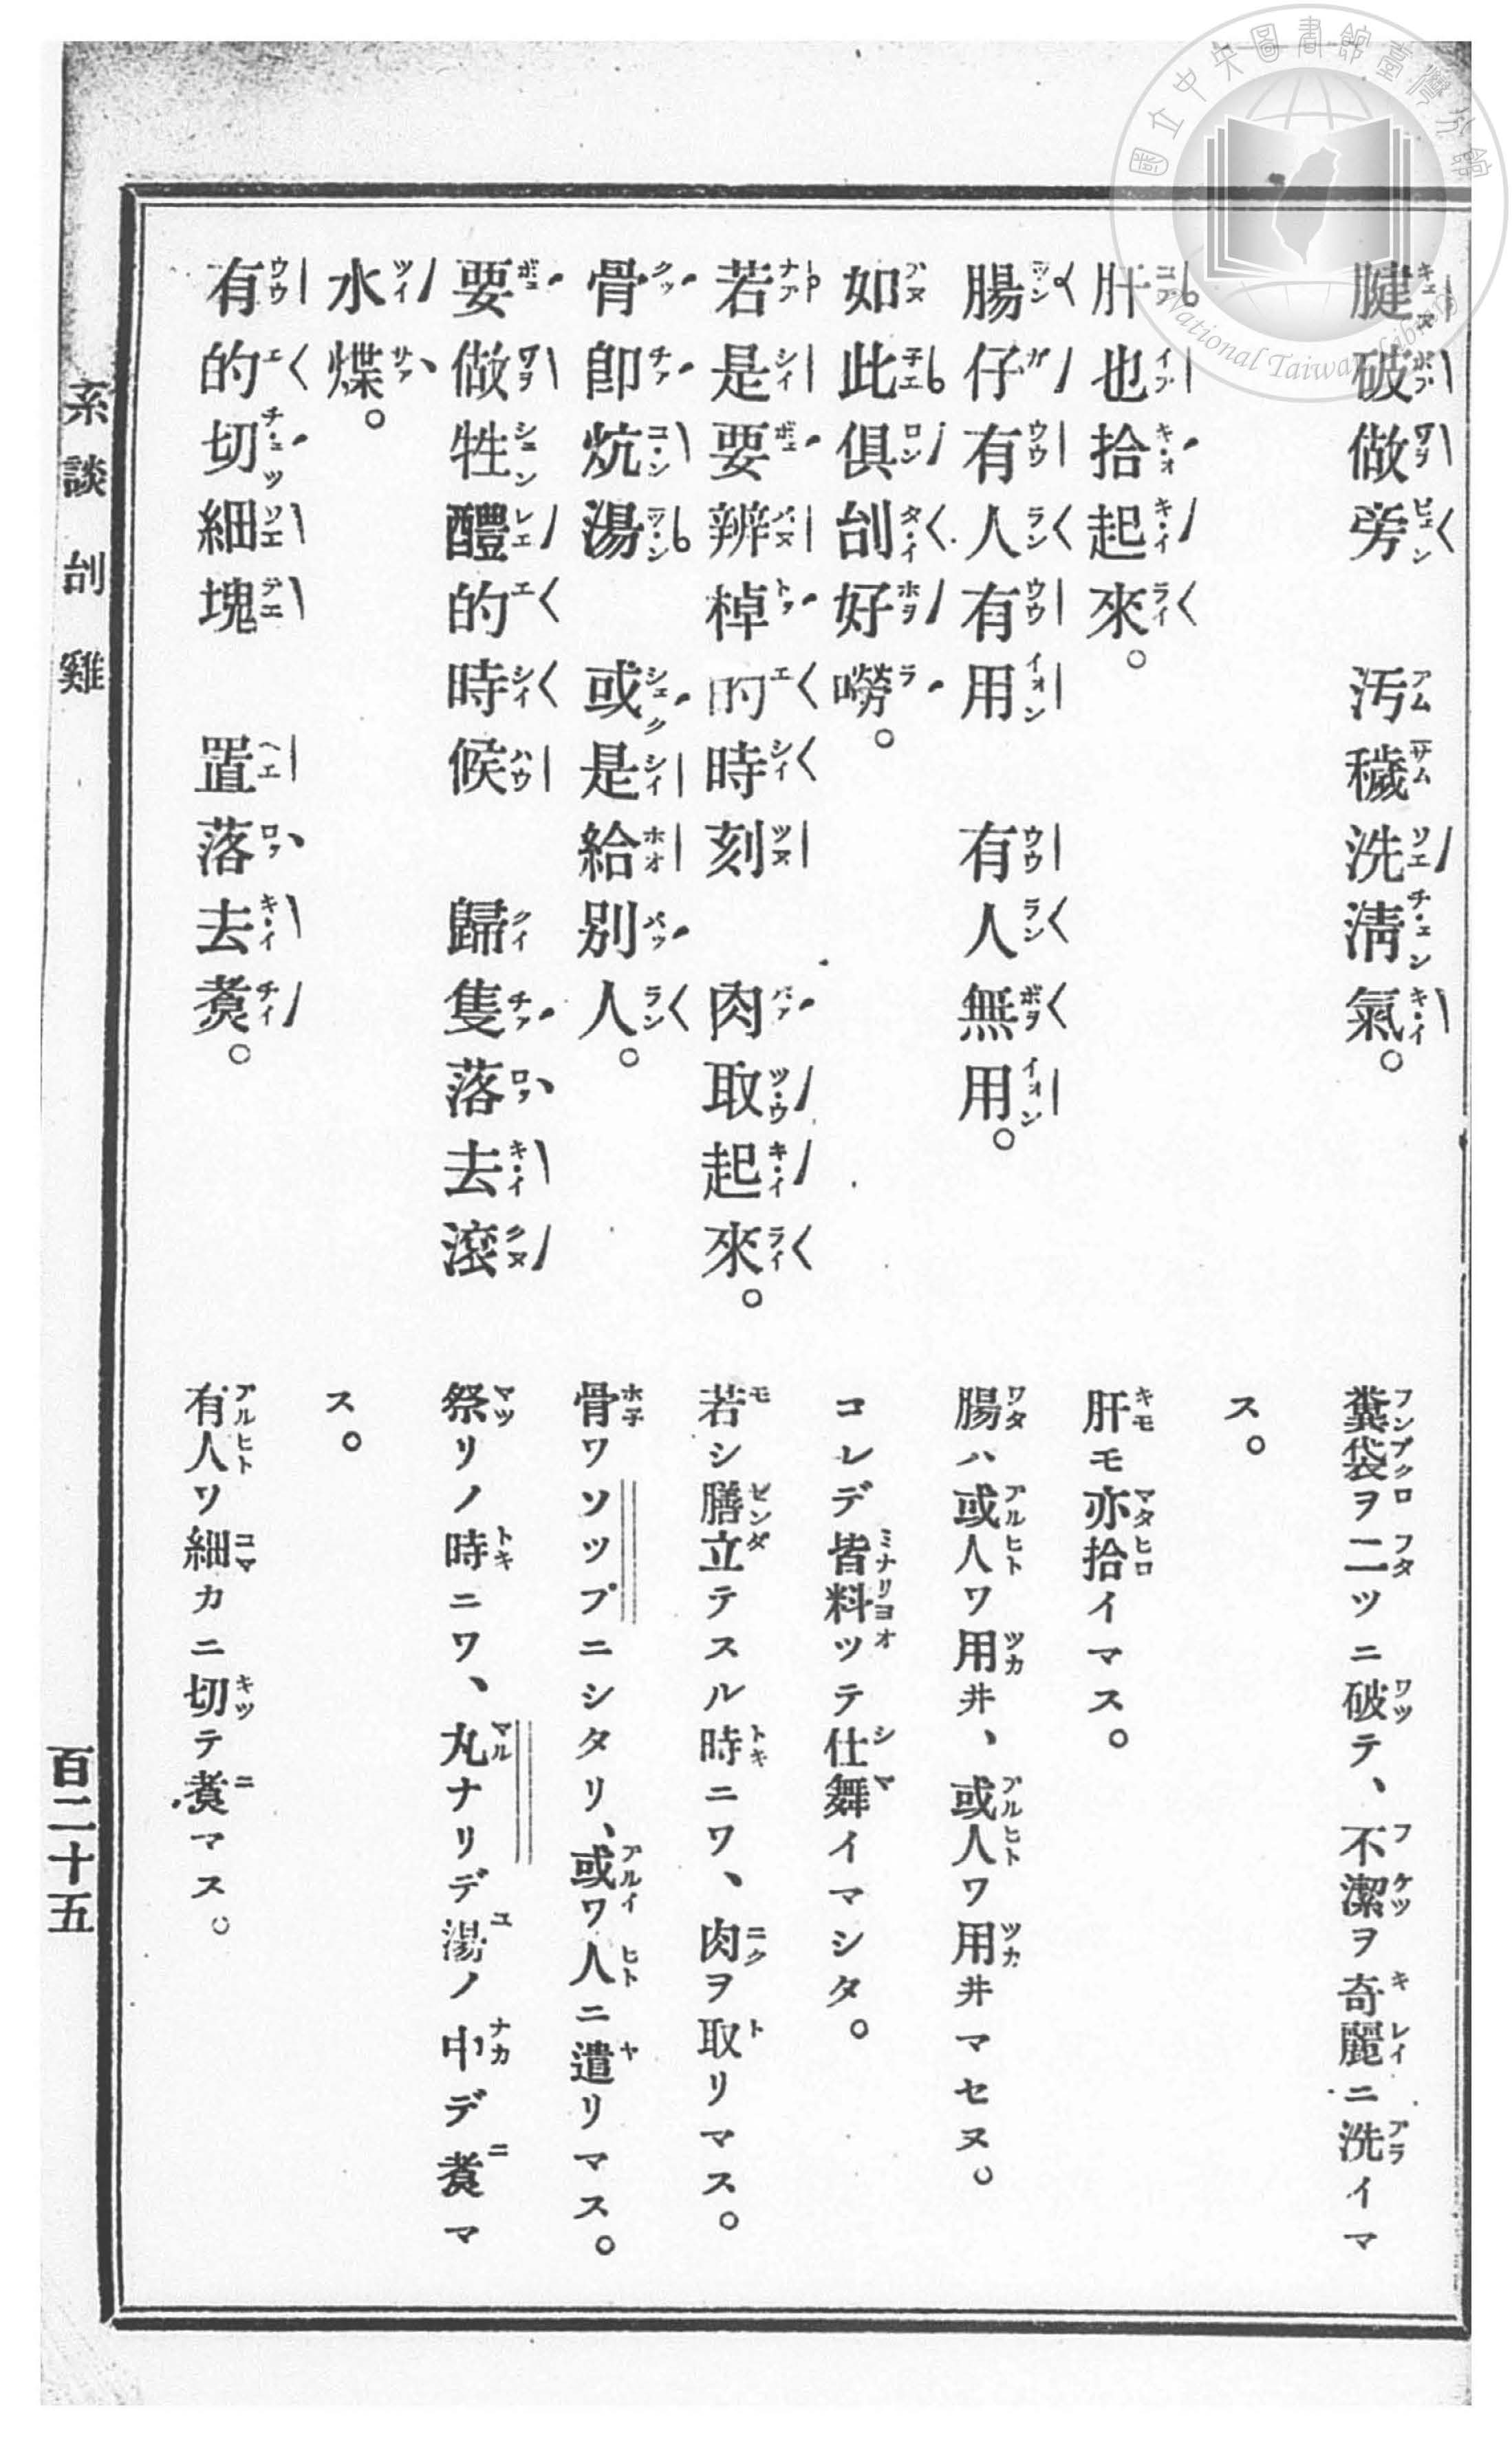 腱破做旁　汚穢洗淸氣。
糞袋ヲ二ツニ破テ、不潔ヲ奇麗ニ洗イマ
ス。
肝也拾起來。
肝モ亦拾イマス。
腸仔有人有用　有人無用。
腸ハ或人ワ用井、或人ワ用井マセヌ。
如此俱刣好嘮。
コレデ皆料ツテ仕舞イマシタ。
若是要辨棹的時刻　肉取起來。
若シ膳立テスル時ニワ、肉ヲ取リマス。
骨卽炕湯　或是給別人。
骨ワソツプニシタリ、或ワ人ニ遣リマス。
要做牲醴的時候　歸隻落去滾
水煠。
祭リノ時ニワ、丸ナリデ湯ノ中デ煮マ
ス。
有的切細塊　置落去煮。
有人ワ細カニ切テ煮マス。
談　刣雞
百二十五
國立中央圖書館臺灣分館
National Taiwan Library